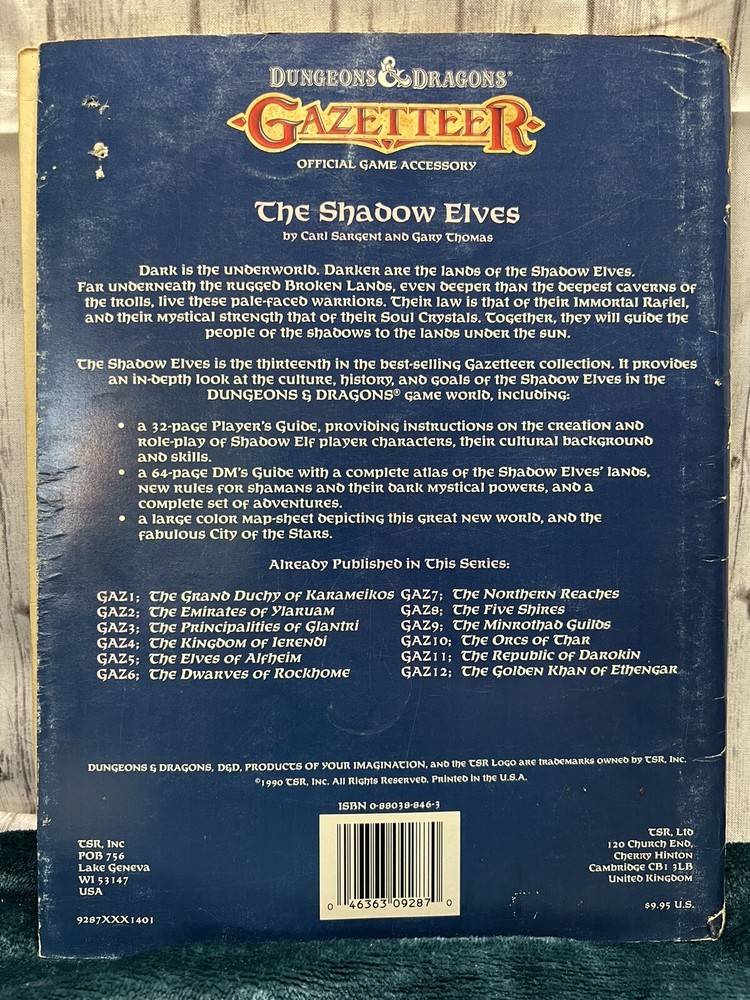 DUNGEONS & DRAGONS®
GAZETTEER
OFFICIAL GAME ACCESSORY
The Shadow Elves
by Carl Sargent and Gary Thomas
Dark is the underworld. Darker are the lands of the Shadow Elves.
Far underneath the rugged Broken Lands, even deeper than the deepest caverns of
the trolls, live these pale-faced warriors. Their law is that of their Immortal Rafiel,
and their mystical strength that of their Soul Crystals. Together, they will guide the
people of the shadows to the lands under the sun.
The Shadow Elves is the thirteenth in the best-selling Gazetteer collection. It provides
an in-depth look at the culture, history, and goals of the Shadow Elves in the
DUNGEONS & DRAGONS® game world, including:
• a 32-page Player's Guide, providing instructions on the creation and
role-play of Shadow Elf player characters, their cultural background
and skills.
• a 64-page DM's Guide with a complete atlas of the Shadow Elves' lands,
new rules for shamans and their dark mystical powers, and a
complete set of adventures.
• a large color map-sheet depicting this great new world, and the
fabulous City of the Stars.
Already Published in This Series:
GAZ1; The Grand Duchy of Karameikos
GAZ2; The Emirates of Ylaruam
GAZ3; The Principalities of Glantri
GAZ4; The Kingdom of Ierendi
GAZ5; The Elves of Alfheim
GAZ6; The Dwarves of Rockhome
GAZ7; The Northern Reaches
GAZ8; The Five Shires
GAZ9; The Minrothad Guilds
GAZ10; The Orcs of Thar
GAZ11; The Republic of Darokin
GAZ12; The Golden Khan of Ethengar
DUNGEONS & DRAGONS, D&D, PRODUCTS OF YOUR IMAGINATION, and the TSR Logo are trademarks owned by TSR, Inc.
©1990 TSR, Inc. All Rights Reserved. Printed in the U.S.A.
ISBN 0-88038-846-3
0 46363 09287 0
TSR, Inc
POB 756
Lake Geneva
WI 53147
USA
9287XXX1401
TSR, Ltd
120 Church End,
Cherry Hinton
Cambridge CB1 3LB
United Kingdom
$9.95 U.S.